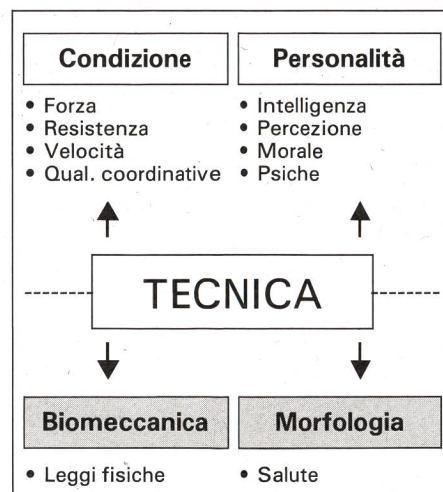 Condizione
• Forza
• Resistenza
• Velocità
• Qual. coordinative
Personalità
• Intelligenza
• Percezione
• Morale
• Psiche
TECNICA
Biomeccanica
• Leggi fisiche
Morfologia
• Salute